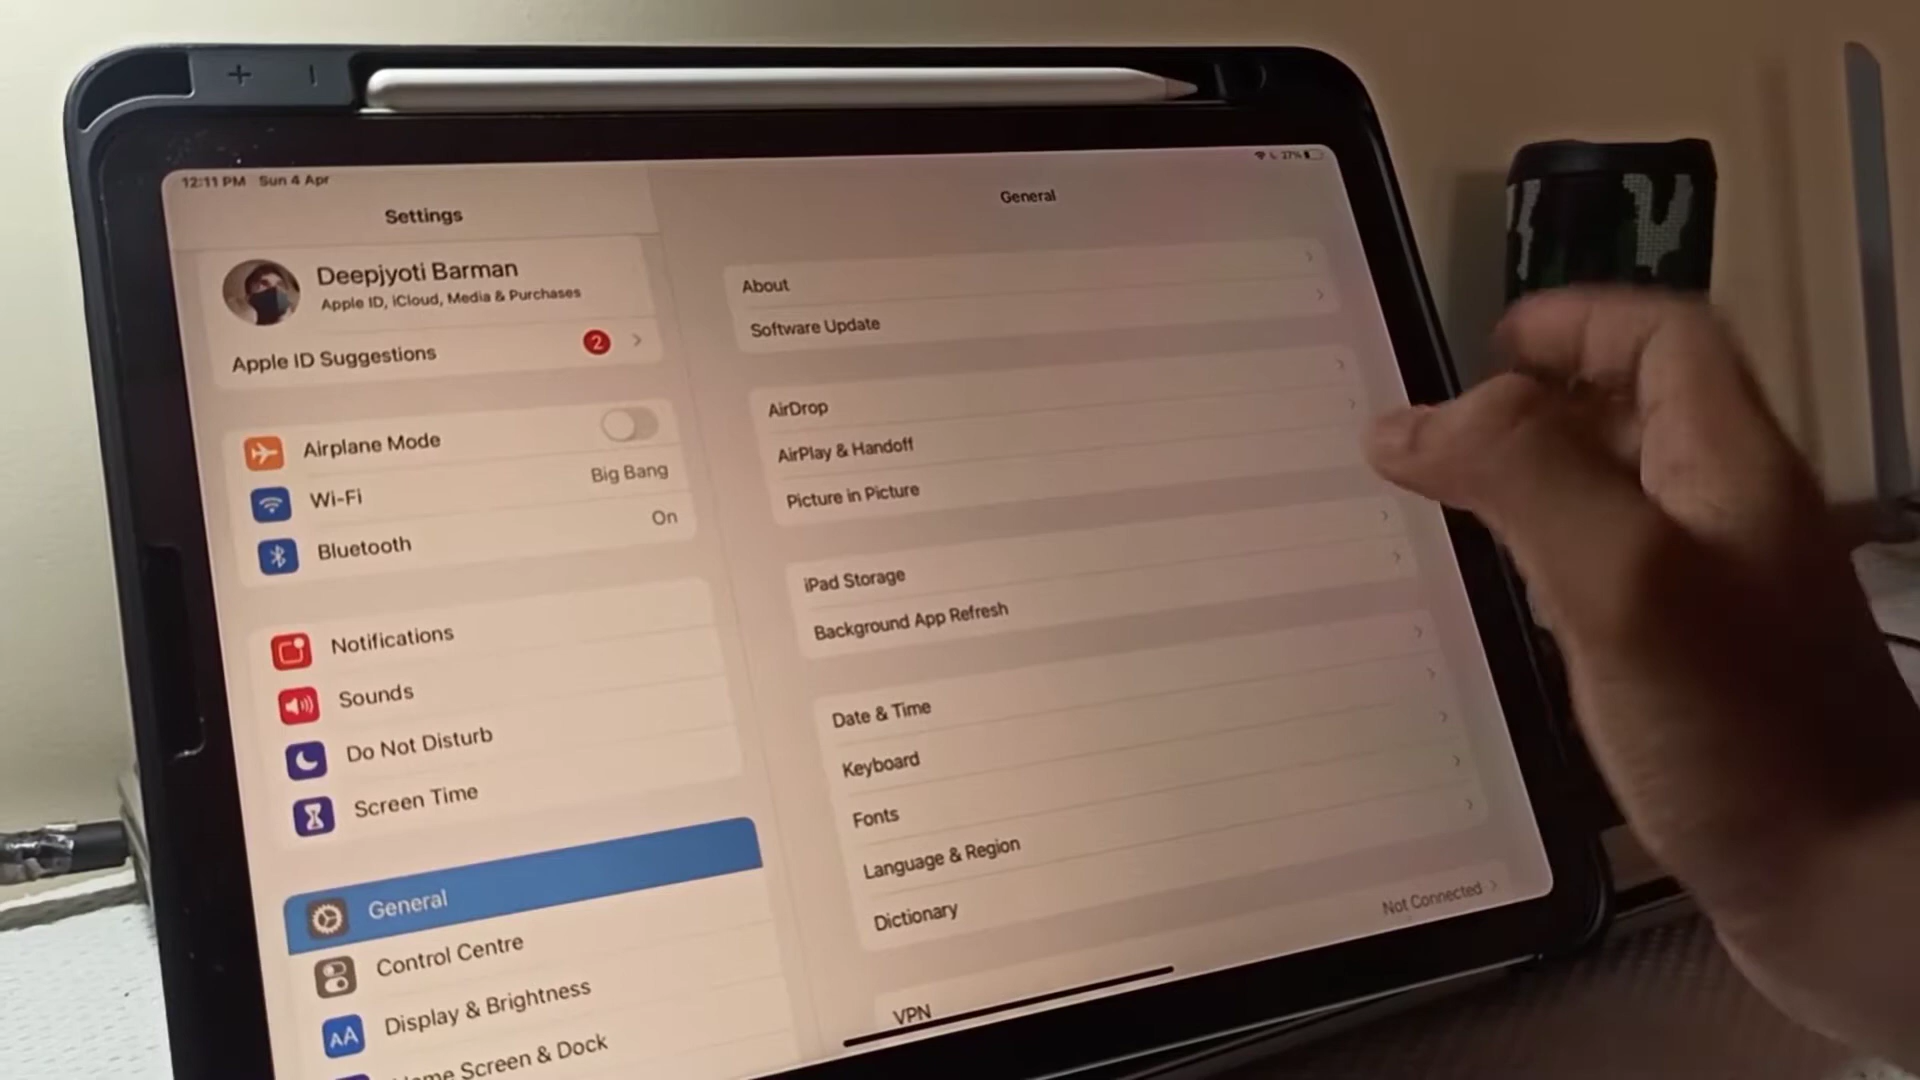 12:11 PM Sun 4 Apr
27%
Settings
Deepjyoti Barman
Apple ID, iCloud, Media & Purchases
Apple ID Suggestions 2
Airplane Mode
Wi-Fi Big Bang
Bluetooth On
Notifications
Sounds
Do Not Disturb
Screen Time
General
Control Centre
AA Display & Brightness
me Screen & Dock
General
About
Software Update
AirDrop
AirPlay & Handoff
Picture in Picture
iPad Storage
Background App Refresh
Date & Time
Keyboard
Fonts
Language & Region
Dictionary
VPN Not Connected